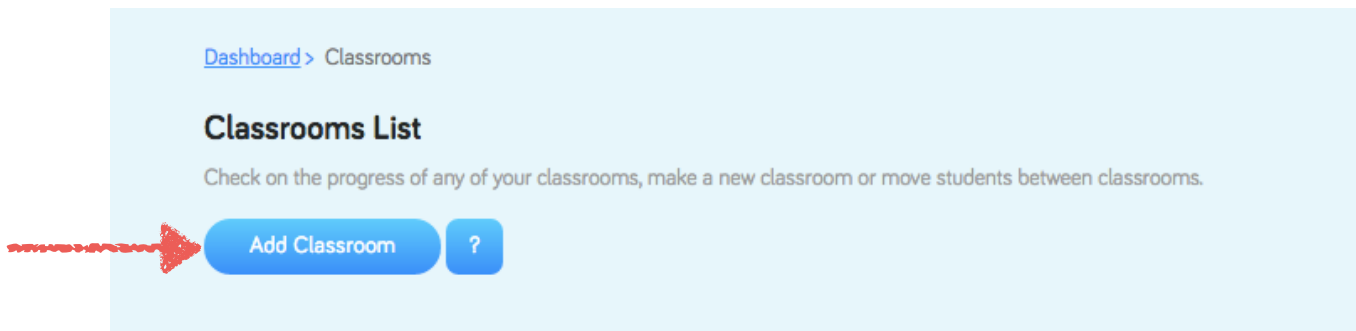 Dashboard > Classrooms
Classrooms List
Check on the progress of any of your classrooms, make a new classroom or move students between classrooms.
Add Classroom ?